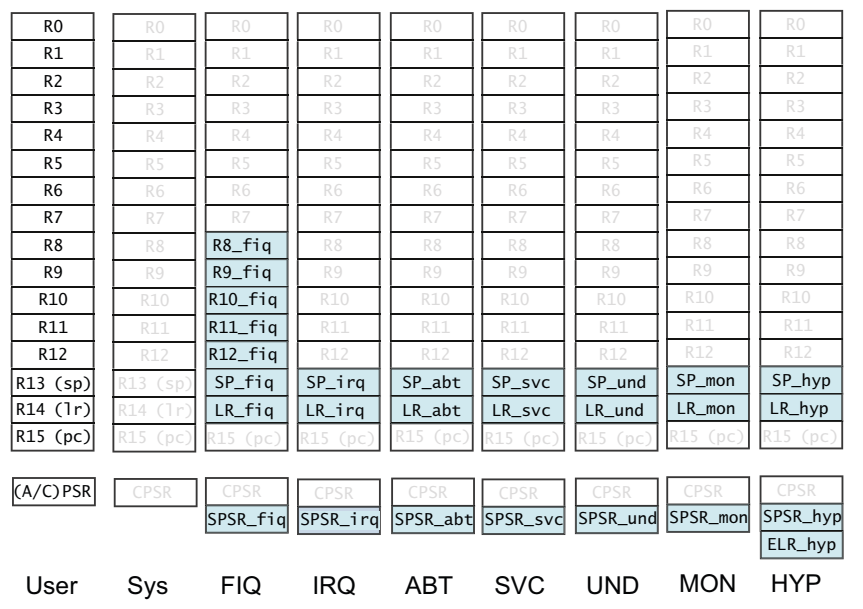 R0 R0 R0 R0 R0 R0 R0 R0 R0
R1 R1 R1 R1 R1 R1 R1 R1 R1
R2 R2 R2 R2 R2 R2 R2 R2 R2
R3 R3 R3 R3 R3 R3 R3 R3 R3
R4 R4 R4 R4 R4 R4 R4 R4 R4
R5 R5 R5 R5 R5 R5 R5 R5 R5
R6 R6 R6 R6 R6 R6 R6 R6 R6
R7 R7 R7 R7 R7 R7 R7 R7 R7
R8 R8 R8_fiq R8 R8 R8 R8 R8 R8
R9 R9 R9_fiq R9 R9 R9 R9 R9 R9
R10 R10 R10_fiq R10 R10 R10 R10 R10 R10
R11 R11 R11_fiq R11 R11 R11 R11 R11 R11
R12 R12 R12_fiq R12 R12 R12 R12 R12 R12
R13 (sp) R13 (sp) SP_fiq SP_irq SP_abt SP_svc SP_und SP_mon SP_hyp
R14 (lr) R14 (lr) LR_fiq LR_irq LR_abt LR_svc LR_und LR_mon LR_hyp
R15 (pc) R15 (pc) R15 (pc) R15 (pc) R15 (pc) R15 (pc) R15 (pc) R15 (pc) R15 (pc)
(A/C)PSR CPSR CPSR CPSR CPSR CPSR CPSR CPSR CPSR
SPSR_fiq SPSR_irq SPSR_abt SPSR_svc SPSR_und SPSR_mon SPSR_hyp
ELR_hyp
User Sys FIQ IRQ ABT SVC UND MON HYP